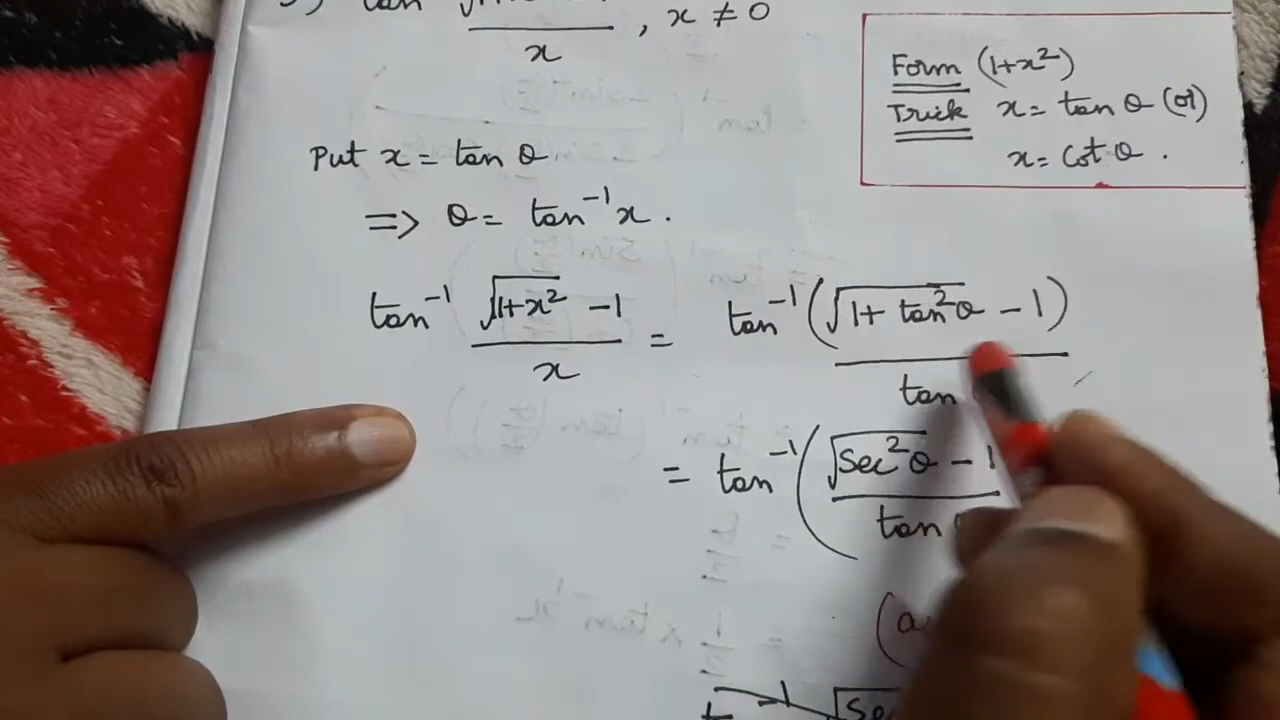 tan
x , x ≠ 0
Form (1+x²)
Trick x = tan θ (or)
x = cot θ .
Put x = tan θ
=> θ = tan⁻¹x .
tan⁻¹ √1+x² -1 / x = tan⁻¹(√1+ tan²θ - 1) / tan
= tan⁻¹(√Sec²θ - 1 / tan